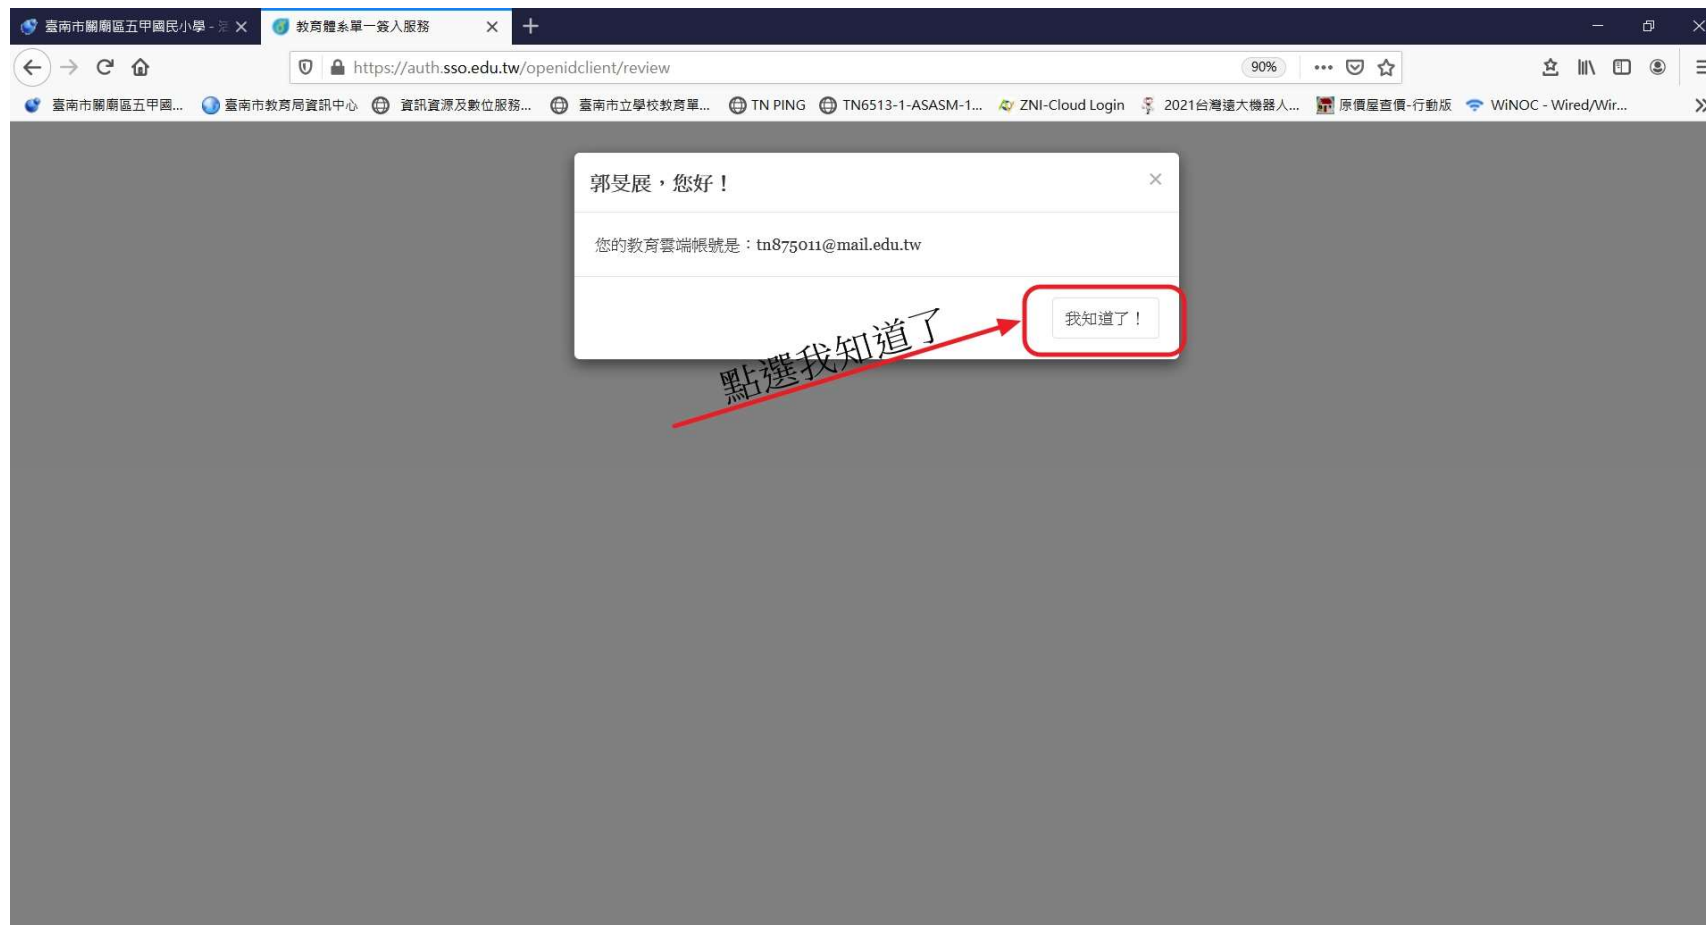 臺南市關廟區五甲國民小學 -
教育體系單一簽入服務
https://auth.sso.edu.tw/openidclient/review
90%
臺南市關廟區五甲國...
臺南市教育局資訊中心
資訊資源及數位服務...
臺南市立學校教育單...
TN PING
TN6513-1-ASASM-1...
ZNI-Cloud Login
2021台灣遠大機器人...
原價屋查價-行動版
WiNOC - Wired/Wir...
郭旻展，您好！
您的教育雲端帳號是：tn875011@mail.edu.tw
我知道了！
點選我知道了